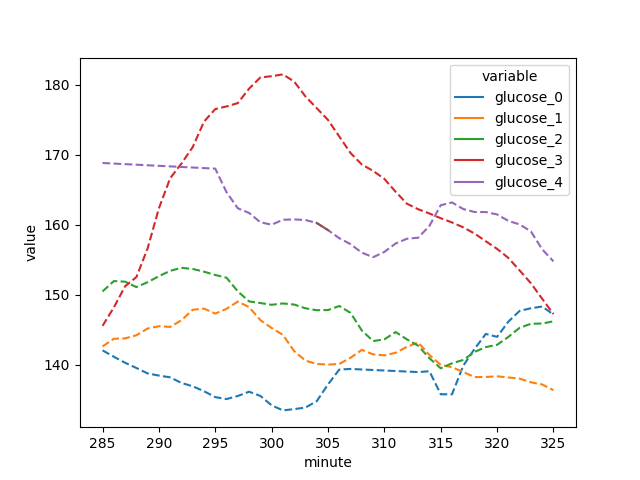 variable
glucose_0
glucose_1
glucose_2
glucose_3
glucose_4
180
170
160
150
140
value
285 290 295 300 305 310 315 320 325
minute